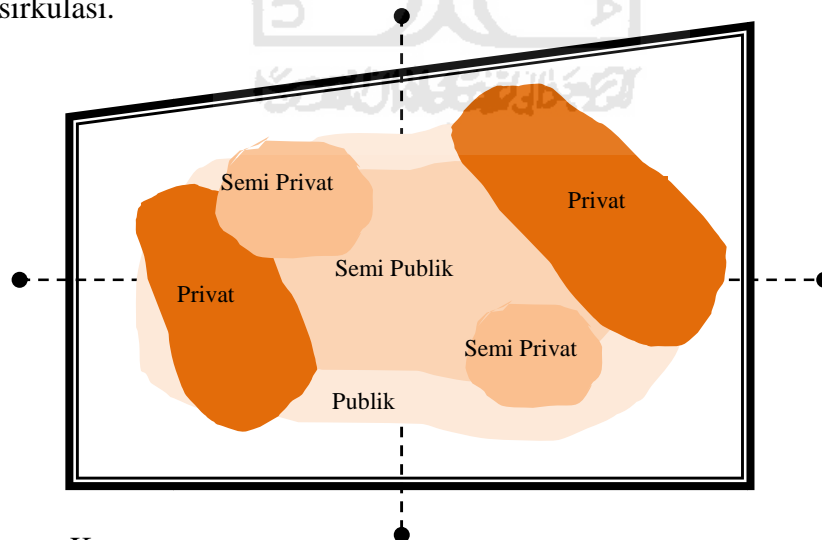 sirkulasi.
Semi Privat
Privat
Semi Publik
Privat
Semi Privat
Publik